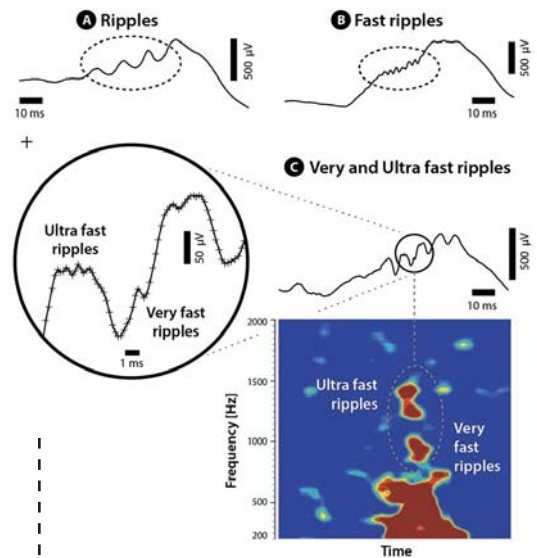 A Ripples
500 µV
10 ms
B Fast ripples
500 µV
10 ms
+
C Very and Ultra fast ripples
Ultra fast
ripples
50 µV
Very fast
ripples
1 ms
500 µV
10 ms
Frequency [Hz]
2000
1500
1000
500
200
Ultra fast
ripples
Very
fast
ripples
Time